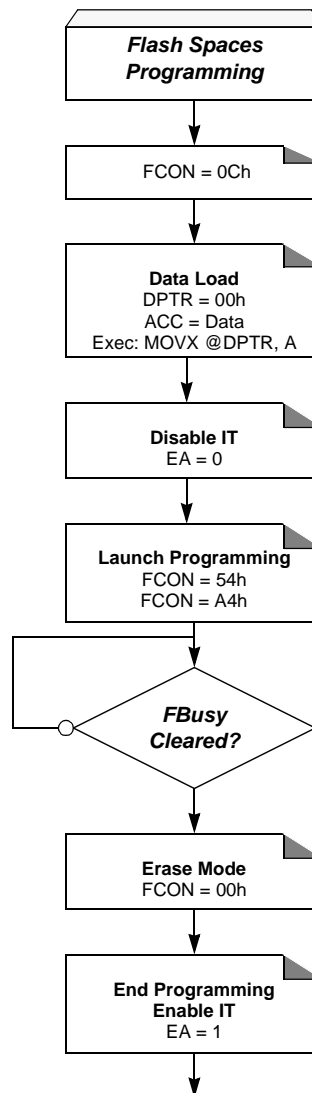 Flash Spaces
Programming
FCON = 0Ch
Data Load
DPTR = 00h
ACC = Data
Exec: MOVX @DPTR, A
Disable IT
EA = 0
Launch Programming
FCON = 54h
FCON = A4h
FBusy
Cleared?
Erase Mode
FCON = 00h
End Programming
Enable IT
EA = 1